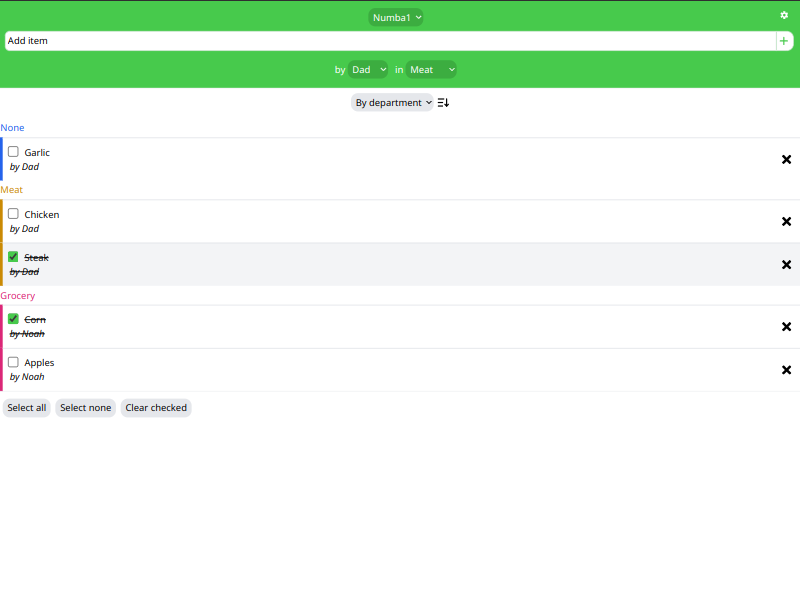 Numba1
Add item
by Dad in Meat
By department
None
Garlic
by Dad
Meat
Chicken
by Dad
Steak
by Dad
Grocery
Corn
by Noah
Apples
by Noah
Select all Select none Clear checked